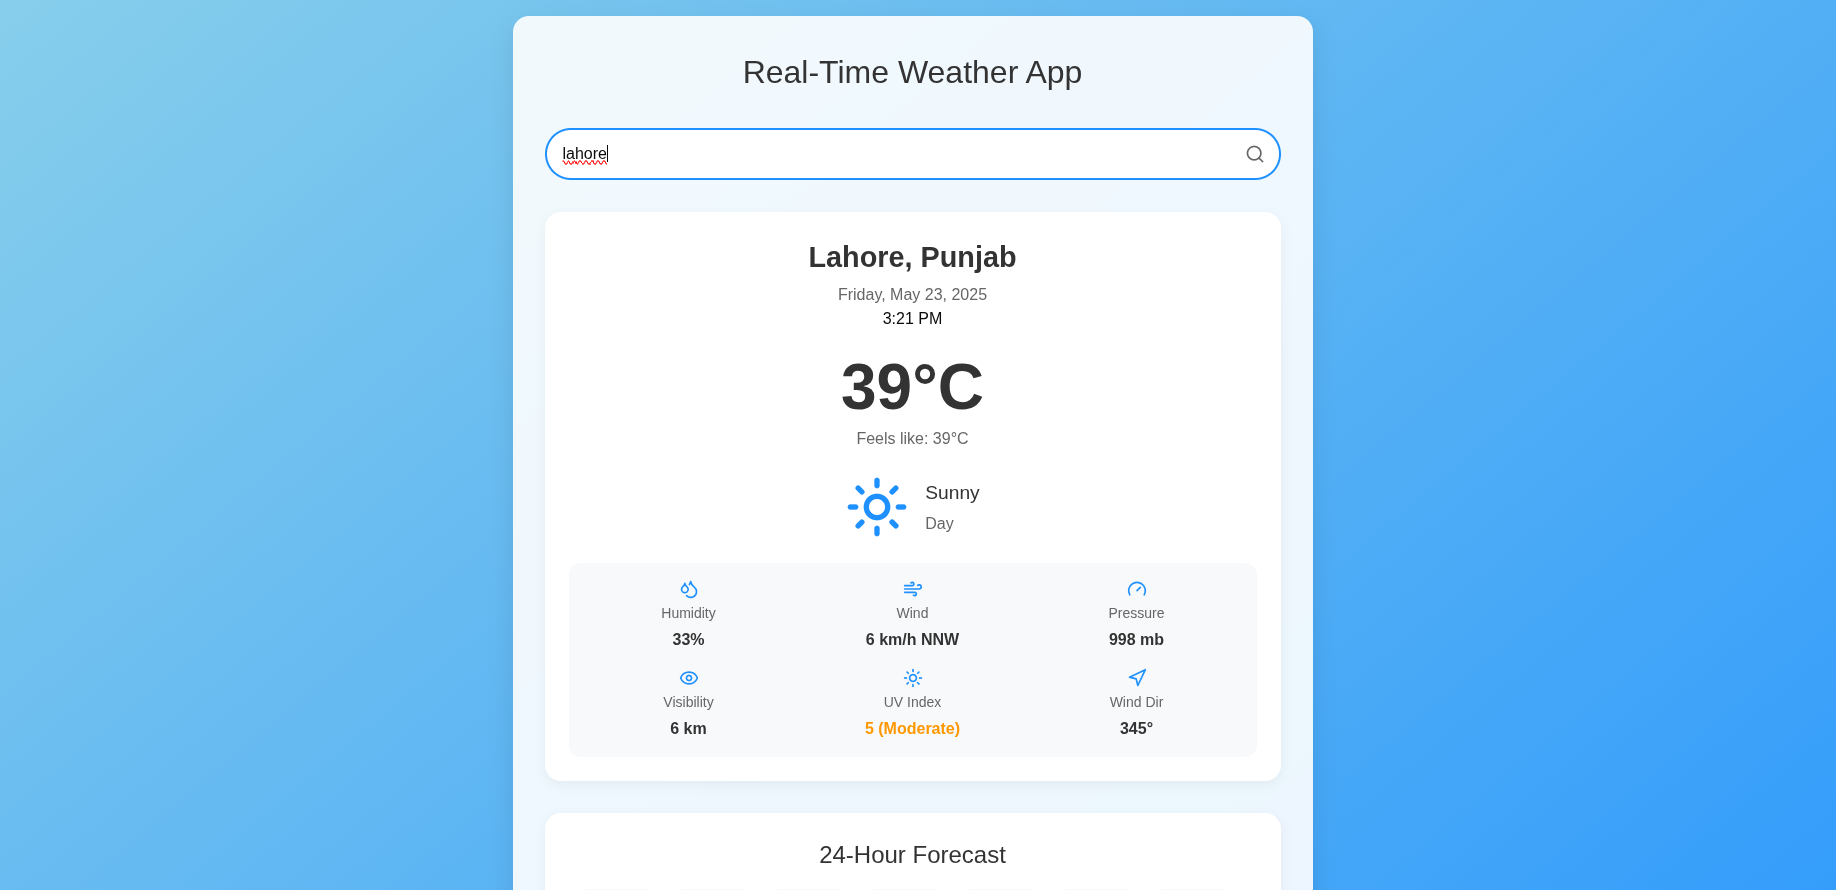 Real-Time Weather App
lahore
Lahore, Punjab
Friday, May 23, 2025
3:21 PM
39°C
Feels like: 39°C
Sunny
Day
Humidity Wind Pressure
33% 6 km/h NNW 998 mb
Visibility UV Index Wind Dir
6 km 5 (Moderate) 345°
24-Hour Forecast